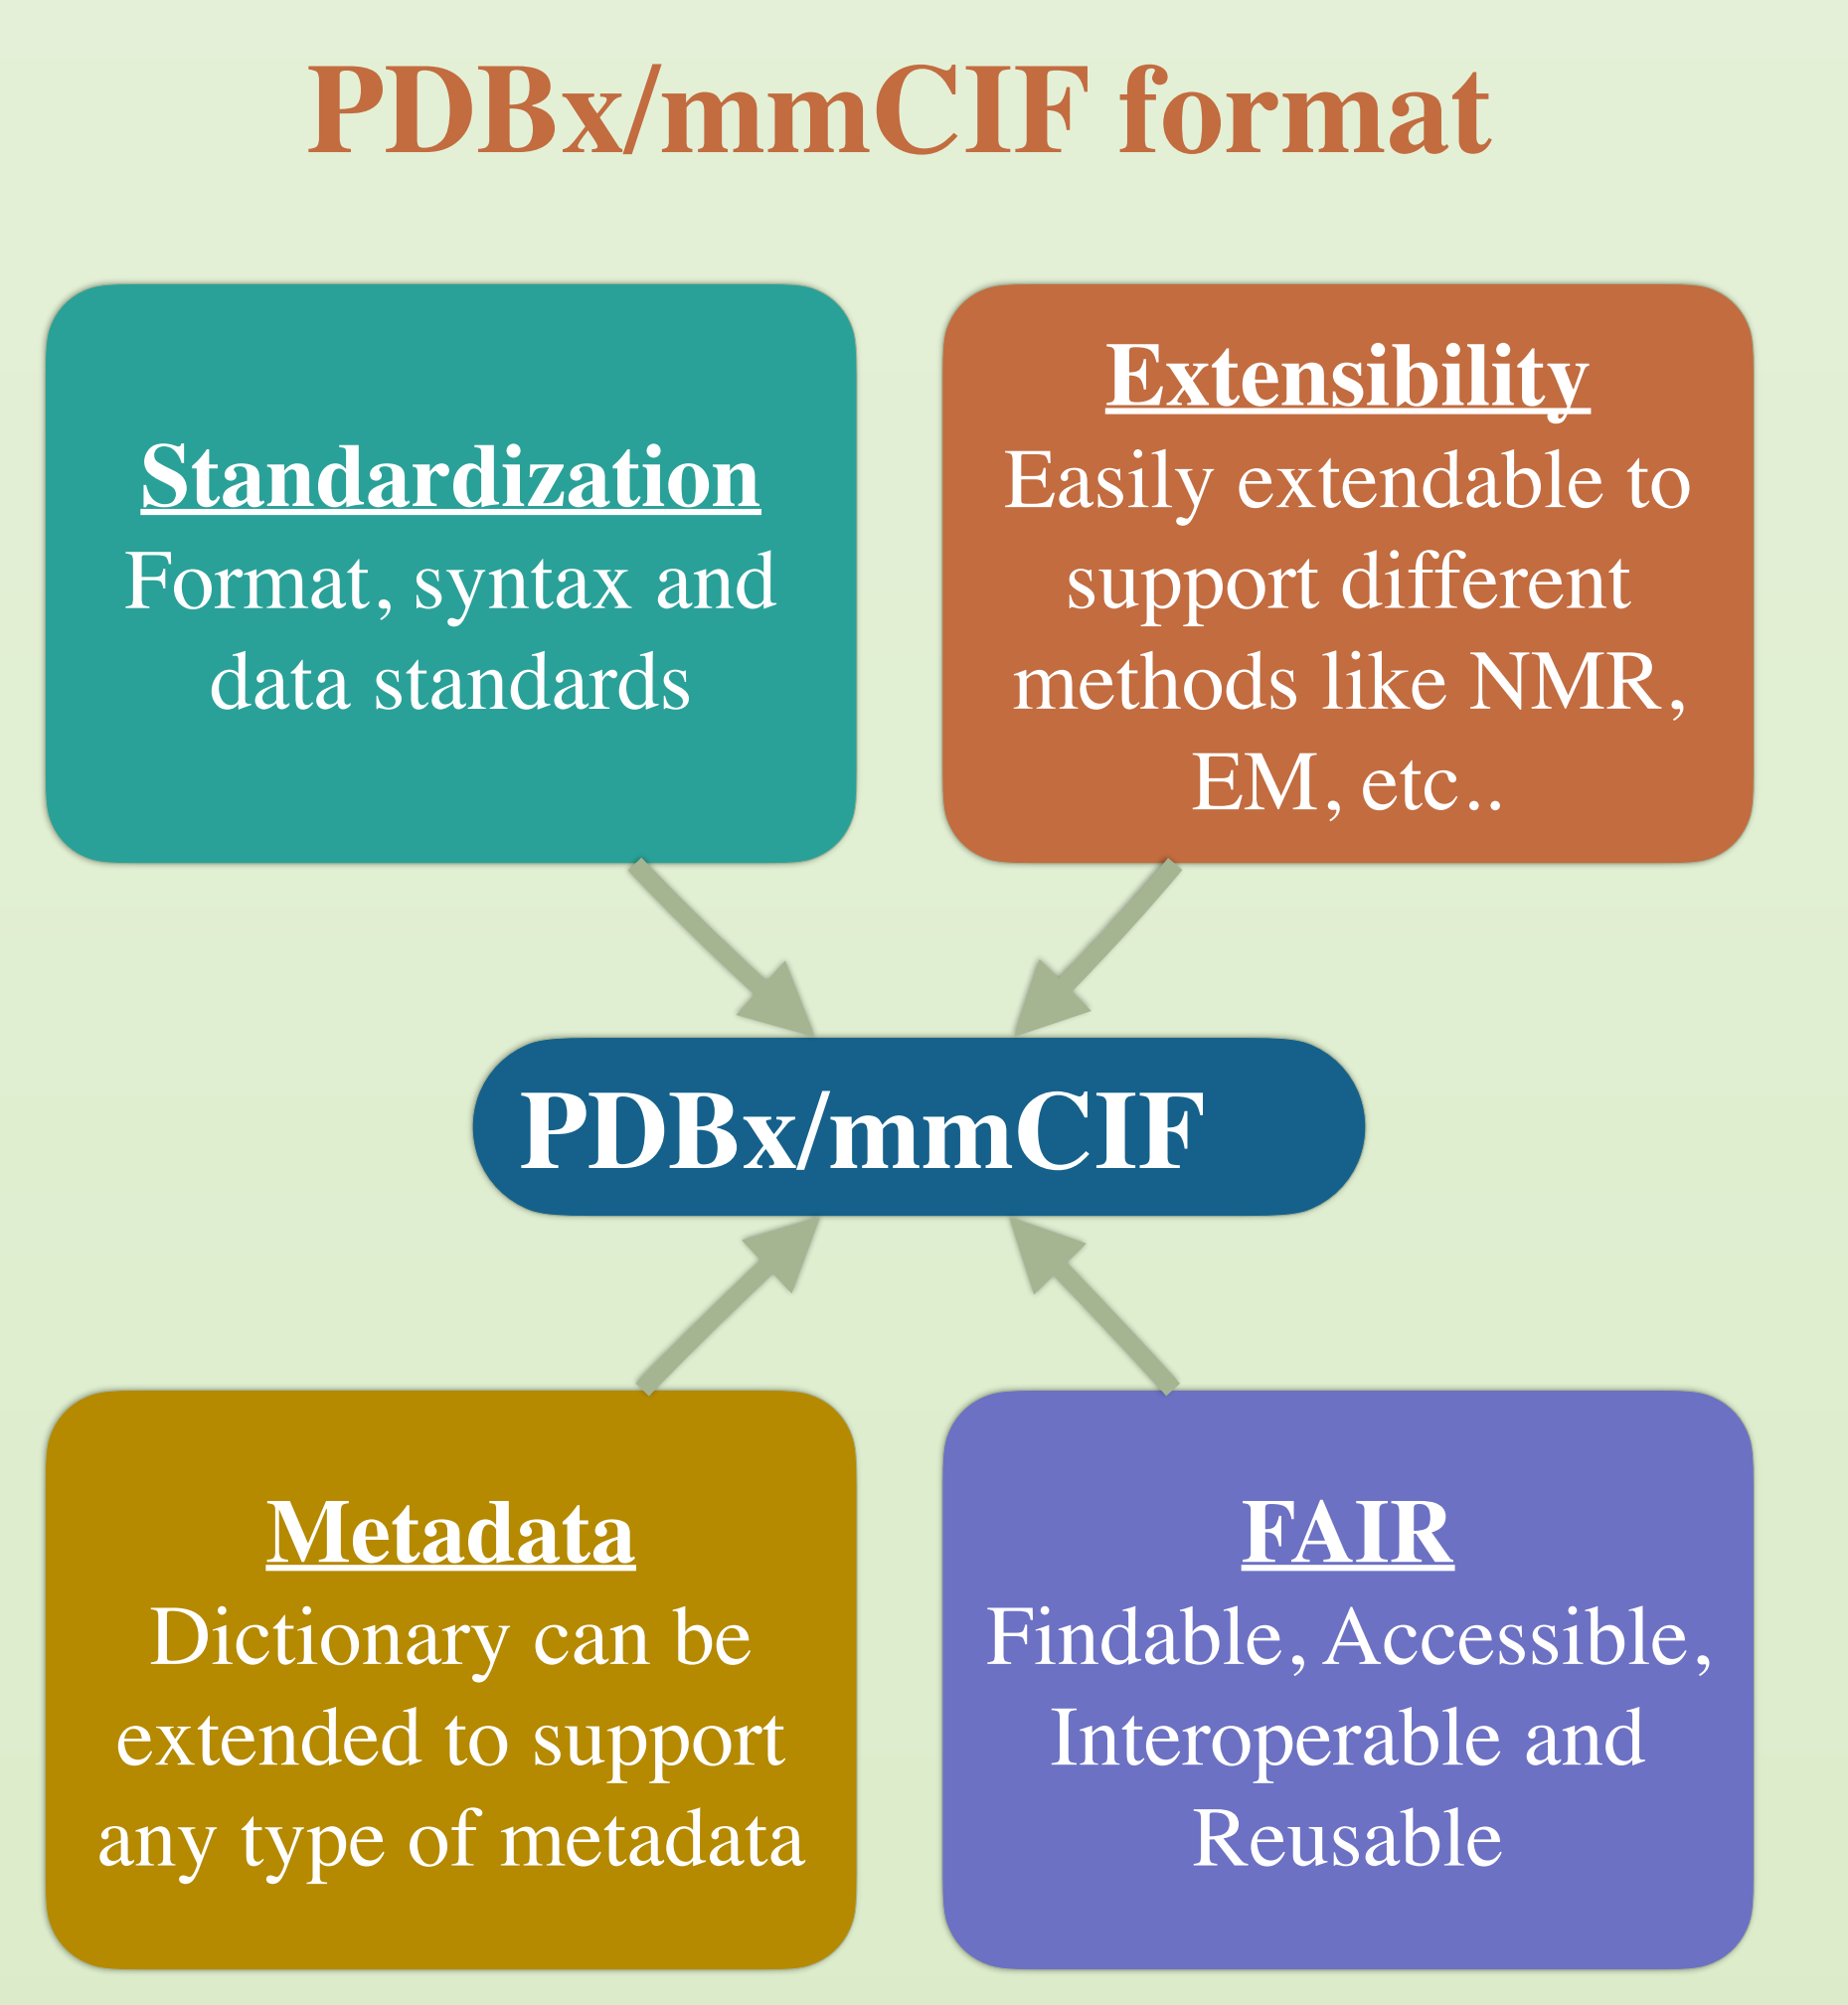 PDBx/mmCIF format
Standardization
Format, syntax and
data standards
Extensibility
Easily extendable to
support different
methods like NMR,
EM, etc..
PDBx/mmCIF
Metadata
Dictionary can be
extended to support
any type of metadata
FAIR
Findable, Accessible,
Interoperable and
Reusable